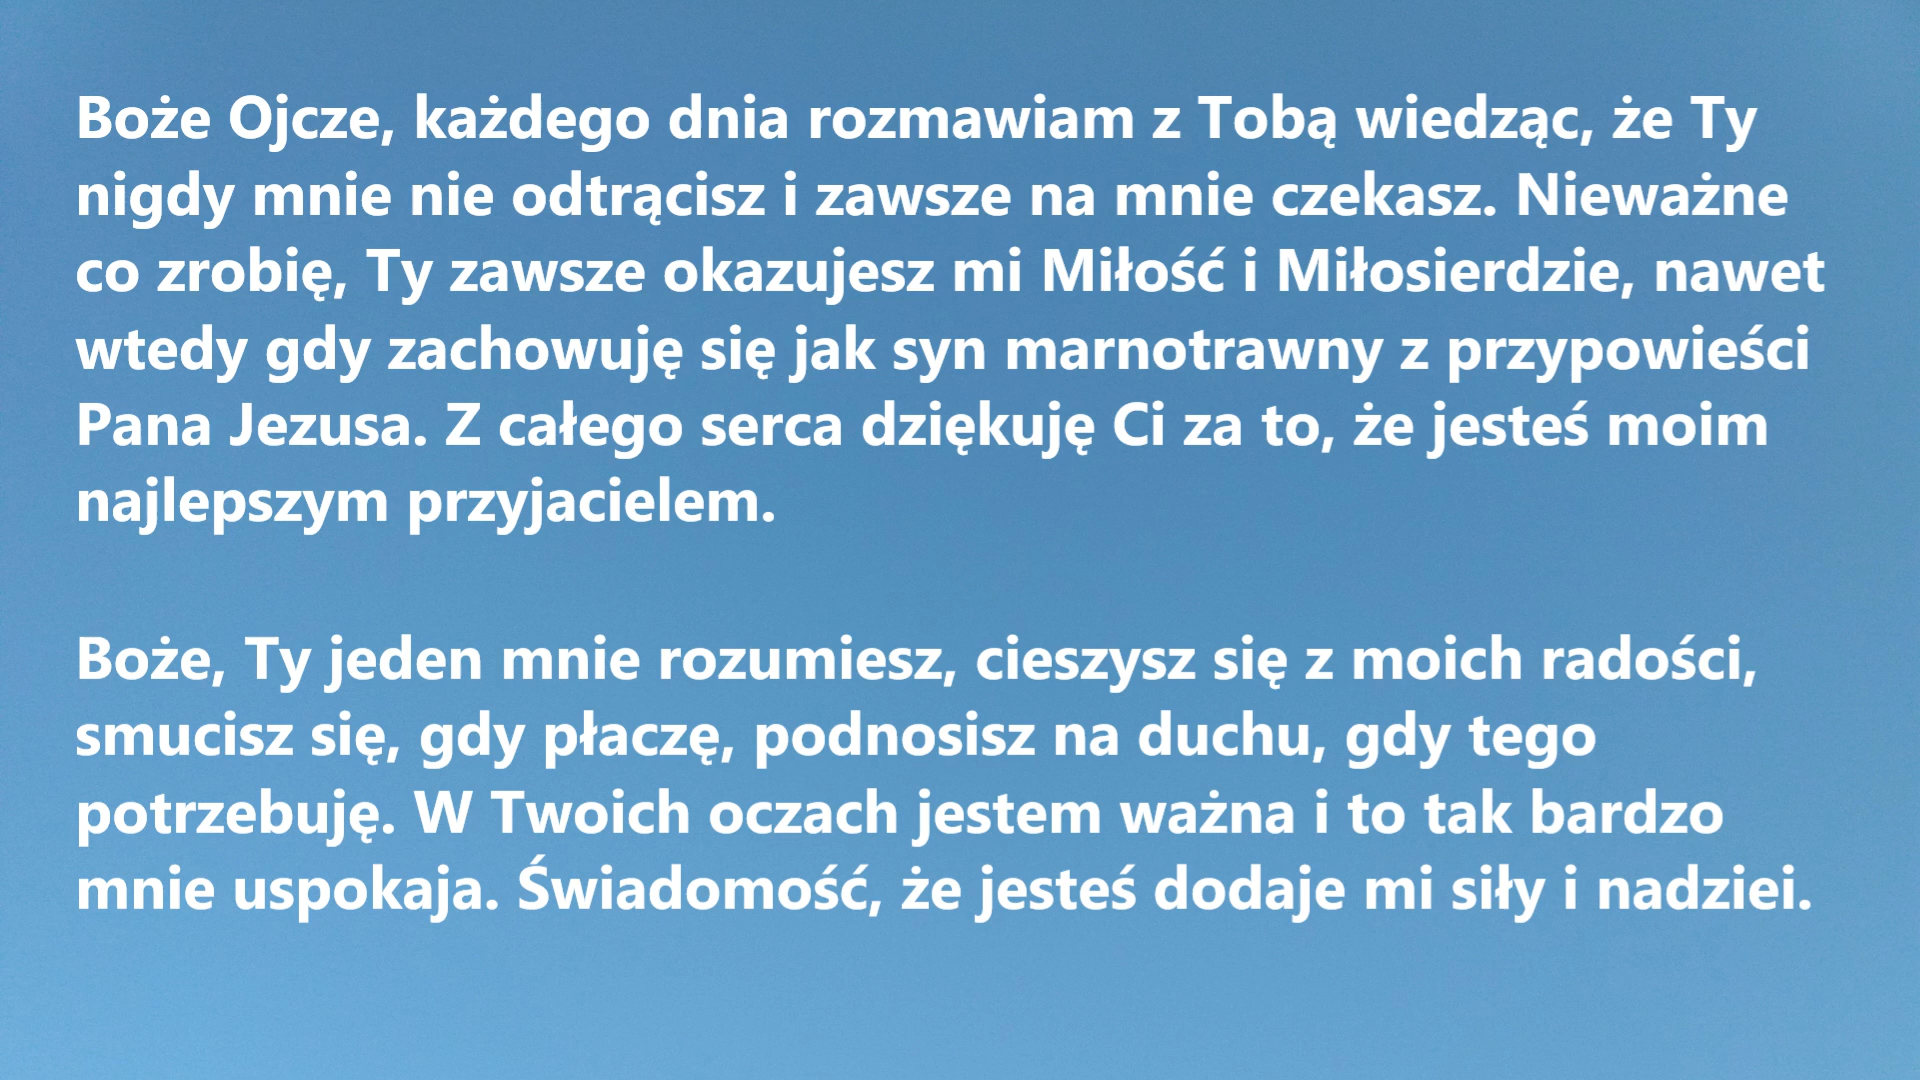 Boże Ojcze, każdego dnia rozmawiam z Tobą wiedząc, że Ty
nigdy mnie nie odtrącisz i zawsze na mnie czekasz. Nieważne
co zrobię, Ty zawsze okazujesz mi Miłość i Miłosierdzie, nawet
wtedy gdy zachowuję się jak syn marnotrawny z przypowieści
Pana Jezusa. Z całego serca dziękuję Ci za to, że jesteś moim
najlepszym przyjacielem.
Boże, Ty jeden mnie rozumiesz, cieszysz się z moich radości,
smucisz się, gdy płaczę, podnosisz na duchu, gdy tego
potrzebuję. W Twoich oczach jestem ważna i to tak bardzo
mnie uspokaja. Świadomość, że jesteś dodaje mi siły i nadziei.